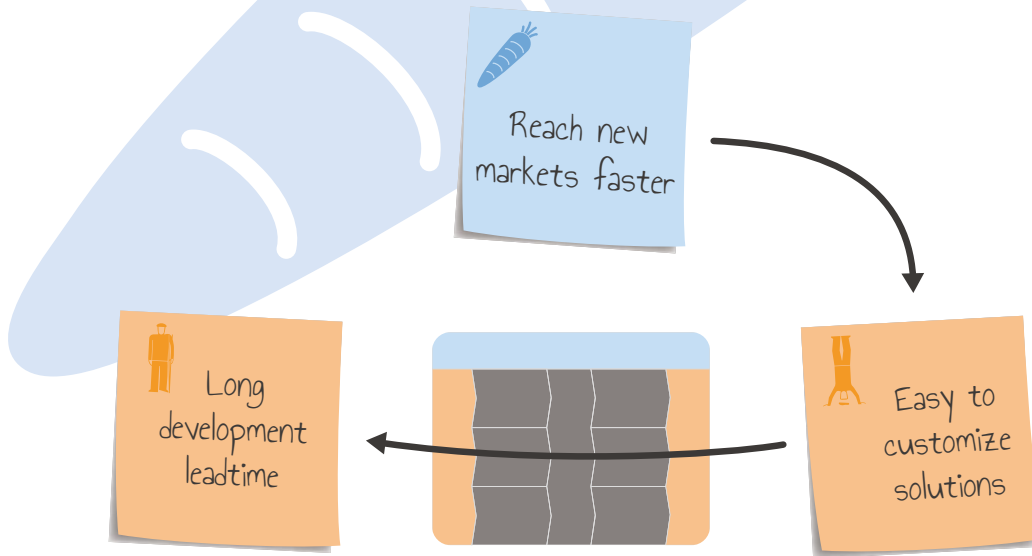 Reach new
markets faster
Long
development
leadtime
Easy to
customize
solutions